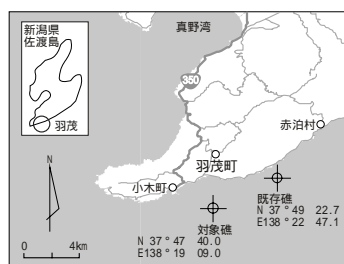 真野湾
新潟県
佐渡島
羽茂
350
赤泊村
羽茂町
小木町
既存礁
N 37° 49 22.7
E138° 22 47.1
対象礁
N 37° 47 40.0
E138° 19 09.0
N
0 4km